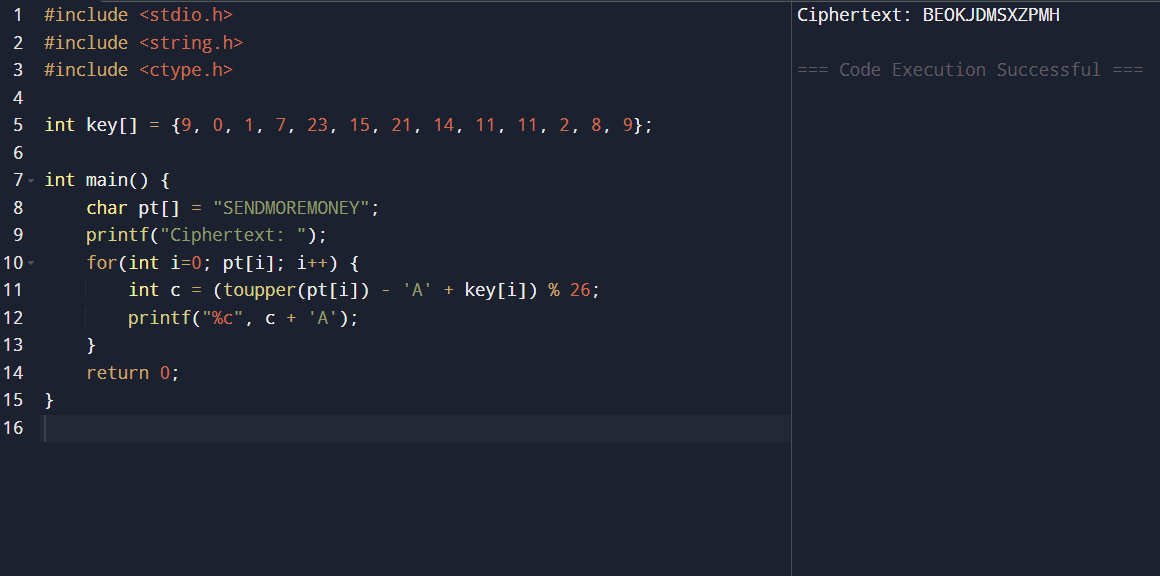 1 #include <stdio.h>
2 #include <string.h>
3 #include <ctype.h>
4
5 int key[] = {9, 0, 1, 7, 23, 15, 21, 14, 11, 11, 2, 8, 9};
6
7 int main() {
8     char pt[] = "SENDMOREMONEY";
9     printf("Ciphertext: ");
10     for(int i=0; pt[i]; i++) {
11         int c = (toupper(pt[i]) - 'A' + key[i]) % 26;
12         printf("%c", c + 'A');
13     }
14     return 0;
15 }
16
Ciphertext: BEOKJDMSXZPMH
=== Code Execution Successful ===